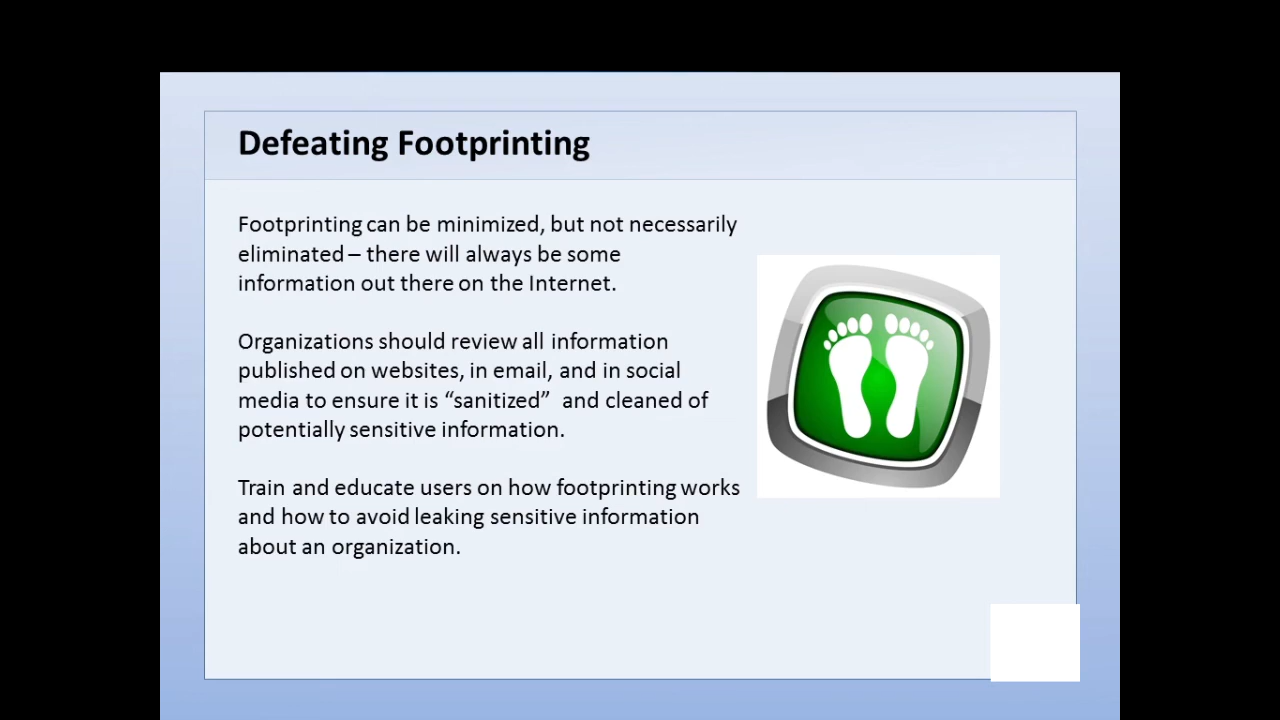 Defeating Footprinting
Footprinting can be minimized, but not necessarily
eliminated – there will always be some
information out there on the Internet.
Organizations should review all information
published on websites, in email, and in social
media to ensure it is “sanitized”  and cleaned of
potentially sensitive information.
Train and educate users on how footprinting works
and how to avoid leaking sensitive information
about an organization.